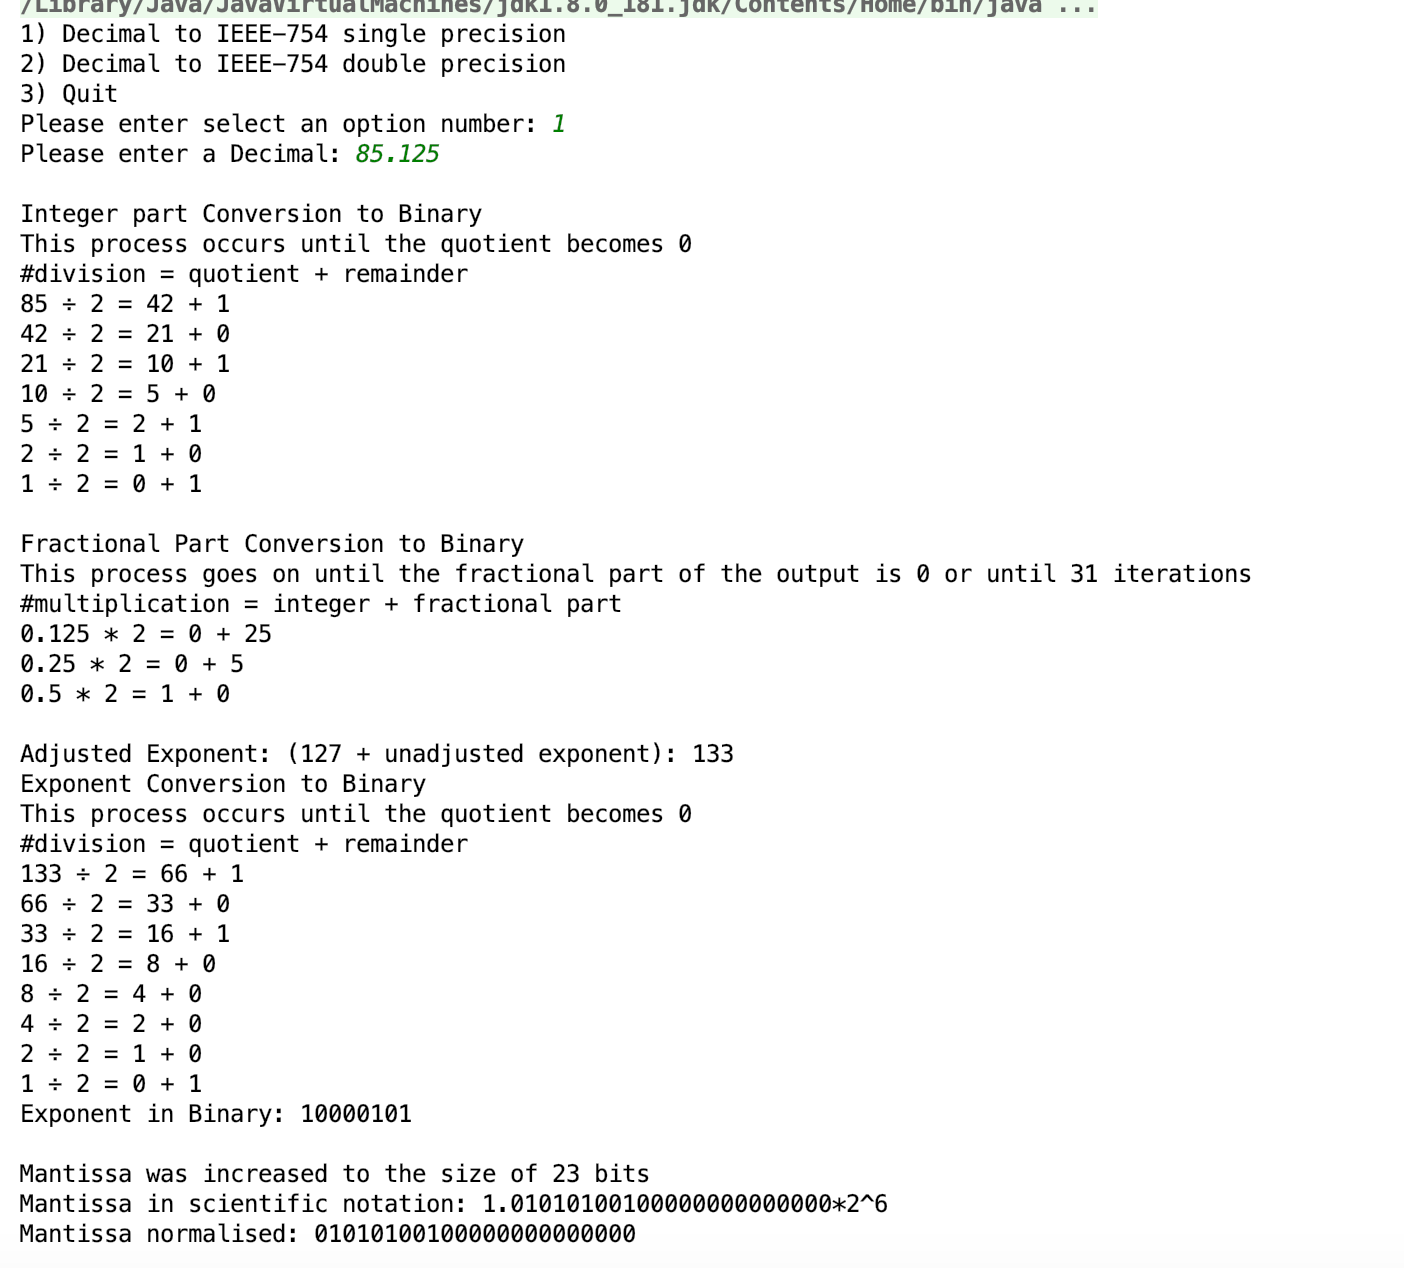 /Library/Java/JavaVirtualMachines/jdk1.8.0_181.jdk/Contents/Home/bin/java ...
1) Decimal to IEEE-754 single precision
2) Decimal to IEEE-754 double precision
3) Quit
Please enter select an option number: 1
Please enter a Decimal: 85.125
Integer part Conversion to Binary
This process occurs until the quotient becomes 0
#division = quotient + remainder
85 ÷ 2 = 42 + 1
42 ÷ 2 = 21 + 0
21 ÷ 2 = 10 + 1
10 ÷ 2 = 5 + 0
5 ÷ 2 = 2 + 1
2 ÷ 2 = 1 + 0
1 ÷ 2 = 0 + 1
Fractional Part Conversion to Binary
This process goes on until the fractional part of the output is 0 or until 31 iterations
#multiplication = integer + fractional part
0.125 * 2 = 0 + 25
0.25 * 2 = 0 + 5
0.5 * 2 = 1 + 0
Adjusted Exponent: (127 + unadjusted exponent): 133
Exponent Conversion to Binary
This process occurs until the quotient becomes 0
#division = quotient + remainder
133 ÷ 2 = 66 + 1
66 ÷ 2 = 33 + 0
33 ÷ 2 = 16 + 1
16 ÷ 2 = 8 + 0
8 ÷ 2 = 4 + 0
4 ÷ 2 = 2 + 0
2 ÷ 2 = 1 + 0
1 ÷ 2 = 0 + 1
Exponent in Binary: 10000101
Mantissa was increased to the size of 23 bits
Mantissa in scientific notation: 1.01010100100000000000000*2^6
Mantissa normalised: 01010100100000000000000